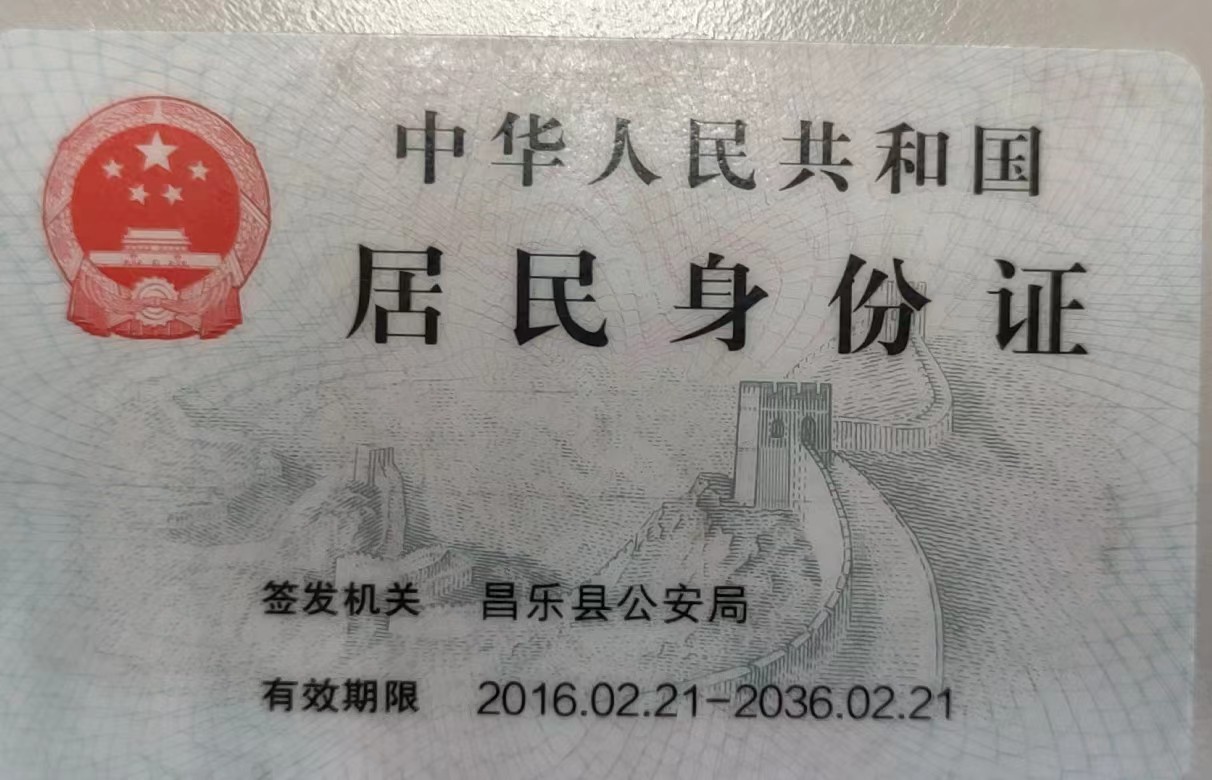 中华人民共和国
居民身份证
签发机关 昌乐县公安局
有效期限 2016.02.21-2036.02.21